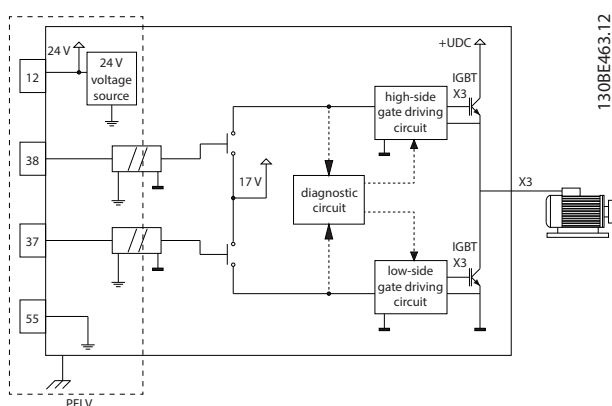 130BE463.12
+UDC
24 V
12
24 V
voltage
source
IGBT
X3
high-side
gate driving
circuit
38
17 V
diagnostic
circuit
X3
37
IGBT
X3
low-side
gate driving
circuit
55
PELV